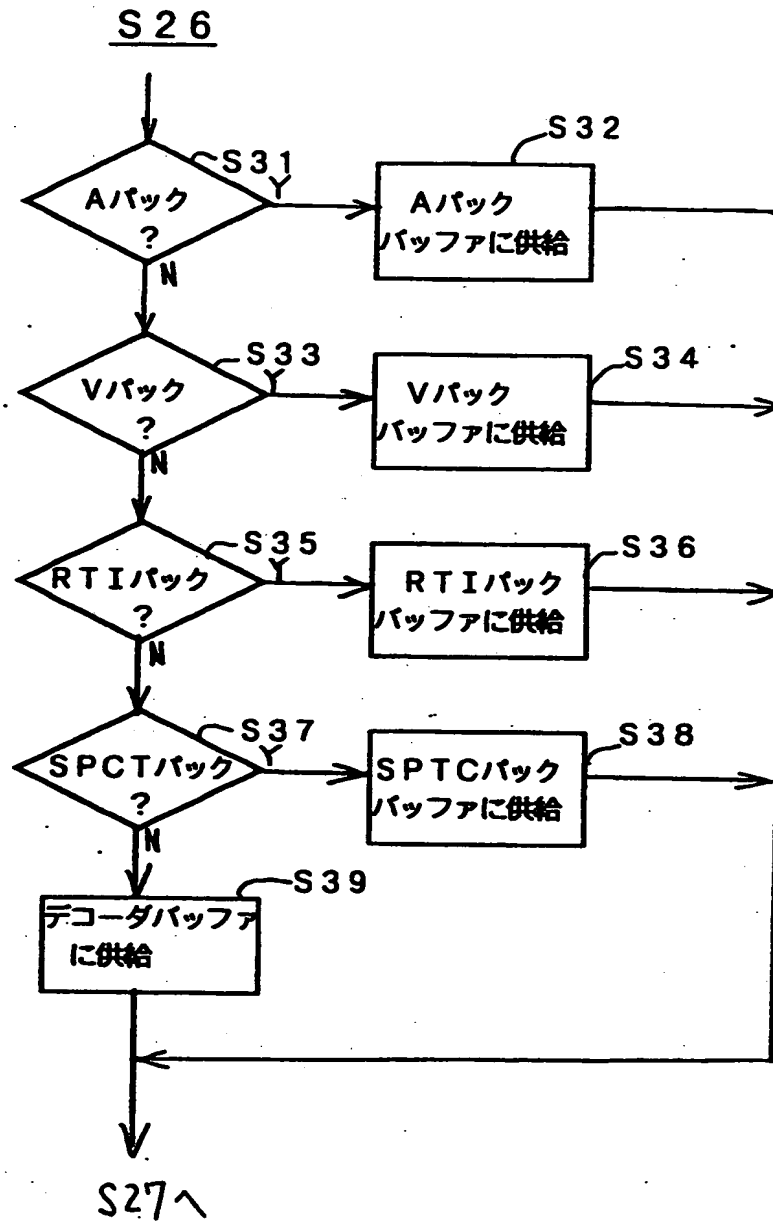 S26
S31
Aパック
?
Y
N
S32
Aパック
バッファに供給
S33
Vパック
?
Y
N
S34
Vパック
バッファに供給
S35
RTIパック
?
Y
N
S36
RTIパック
バッファに供給
S37
SPCTパック
?
Y
N
S38
SPTCパック
バッファに供給
S39
デコーダバッファ
に供給
S27へ